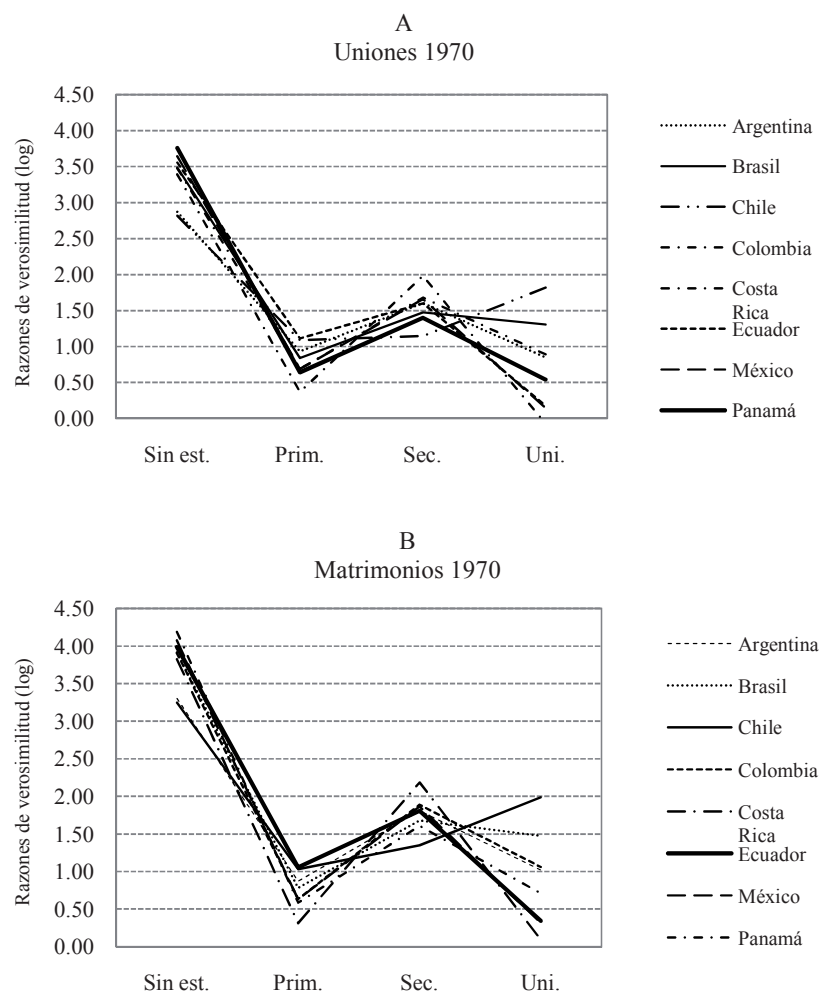 A
Uniones 1970
Razones de verosimilitud (log)
4.50
4.00
3.50
3.00
2.50
2.00
1.50
1.00
0.50
0.00
Sin est. Prim. Sec. Uni.
Argentina
Brasil
Chile
Colombia
Costa
Rica
Ecuador
México
Panamá
B
Matrimonios 1970
Razones de verosimilitud (log)
4.50
4.00
3.50
3.00
2.50
2.00
1.50
1.00
0.50
0.00
Sin est. Prim. Sec. Uni.
Argentina
Brasil
Chile
Colombia
Costa
Rica
Ecuador
México
Panamá